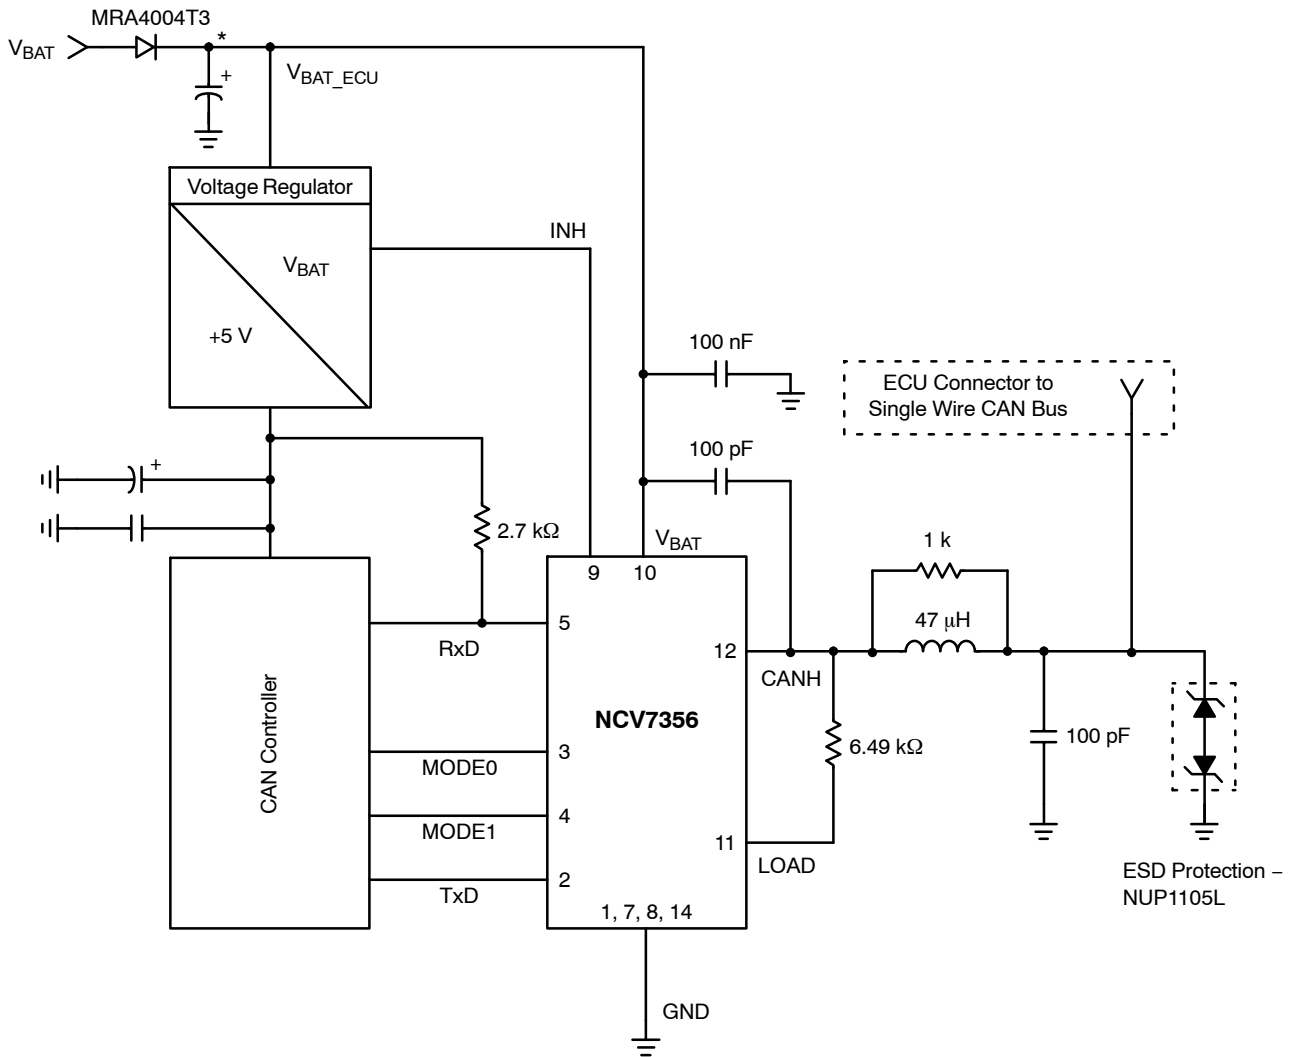 MRA4004T3
VBAT
*
+
VBAT_ECU
Voltage Regulator
INH
VBAT
+5 V
100 nF
ECU Connector to
Single Wire CAN Bus
100 pF
+
2.7 kΩ
VBAT
9
10
1 k
47 μH
5
RxD
12
CANH
CAN Controller
NCV7356
6.49 kΩ
100 pF
3
MODE0
4
MODE1
11
LOAD
2
TxD
1, 7, 8, 14
ESD Protection –
NUP1105L
GND